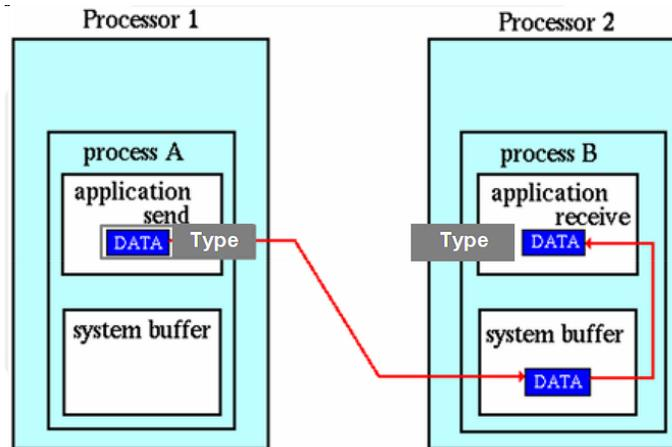 Processor 1
process A
application
send
DATA
Type
system buffer
Processor 2
process B
application
receive
Type
DATA
system buffer
DATA